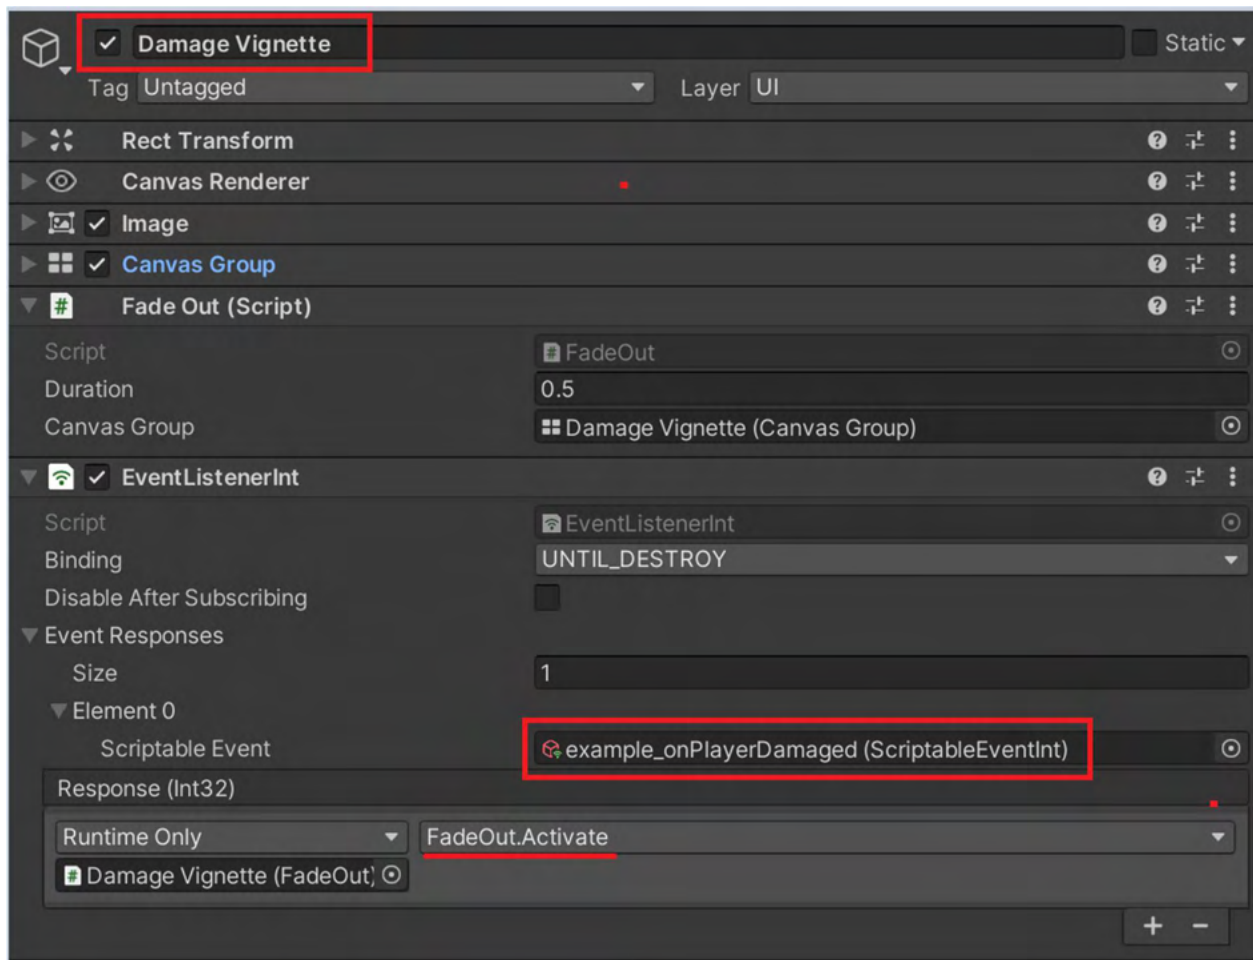 Damage Vignette
Static
Tag Untagged Layer UI
Rect Transform
Canvas Renderer
Image
Canvas Group
# Fade Out (Script)
Script # FadeOut
Duration 0.5
Canvas Group Damage Vignette (Canvas Group)
EventListenerInt
Script EventListenerInt
Binding UNTIL_DESTROY
Disable After Subscribing
Event Responses
Size 1
Element 0
Scriptable Event example_onPlayerDamaged (ScriptableEventInt)
Response (Int32)
Runtime Only FadeOut.Activate
# Damage Vignette (FadeOut)
+ −